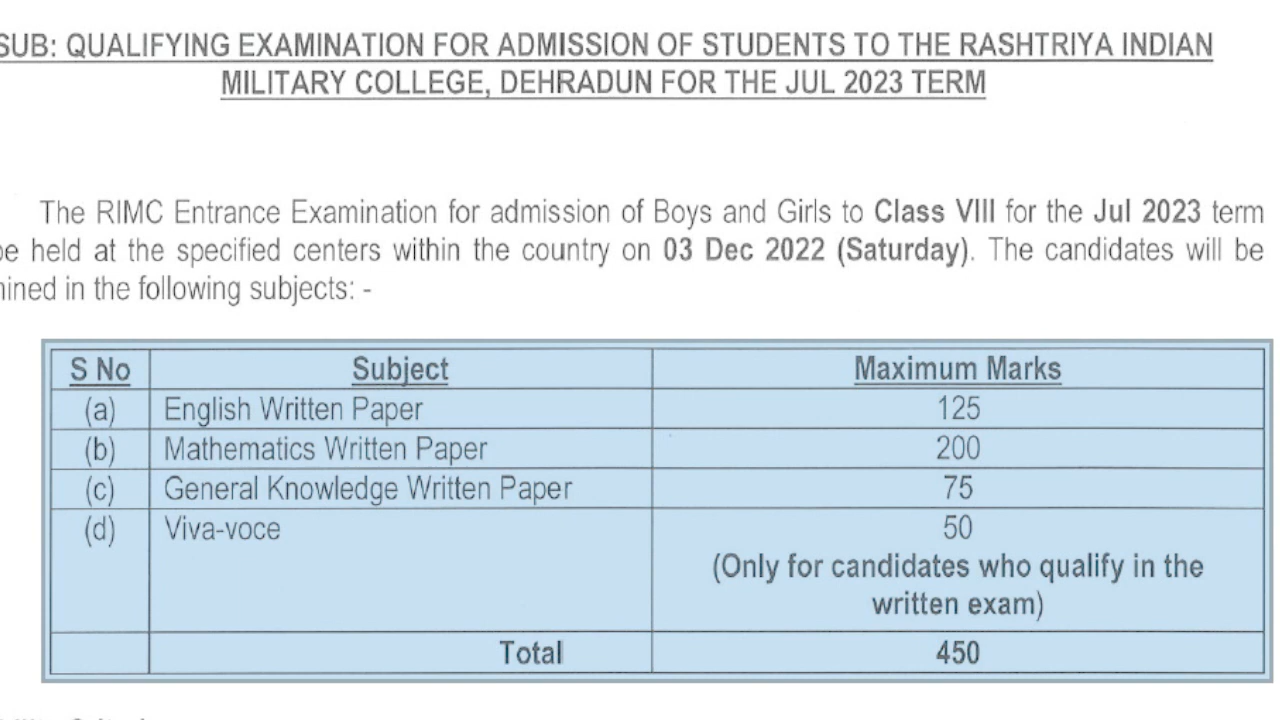 SUB: QUALIFYING EXAMINATION FOR ADMISSION OF STUDENTS TO THE RASHTRIYA INDIAN
MILITARY COLLEGE, DEHRADUN FOR THE JUL 2023 TERM
The RIMC Entrance Examination for admission of Boys and Girls to Class VIII for the Jul 2023 term
be held at the specified centers within the country on 03 Dec 2022 (Saturday). The candidates will be
in the following subjects: -
S No Subject Maximum Marks
(a) English Written Paper 125
(b) Mathematics Written Paper 200
(c) General Knowledge Written Paper 75
(d) Viva-voce 50
(Only for candidates who qualify in the
written exam)
Total 450